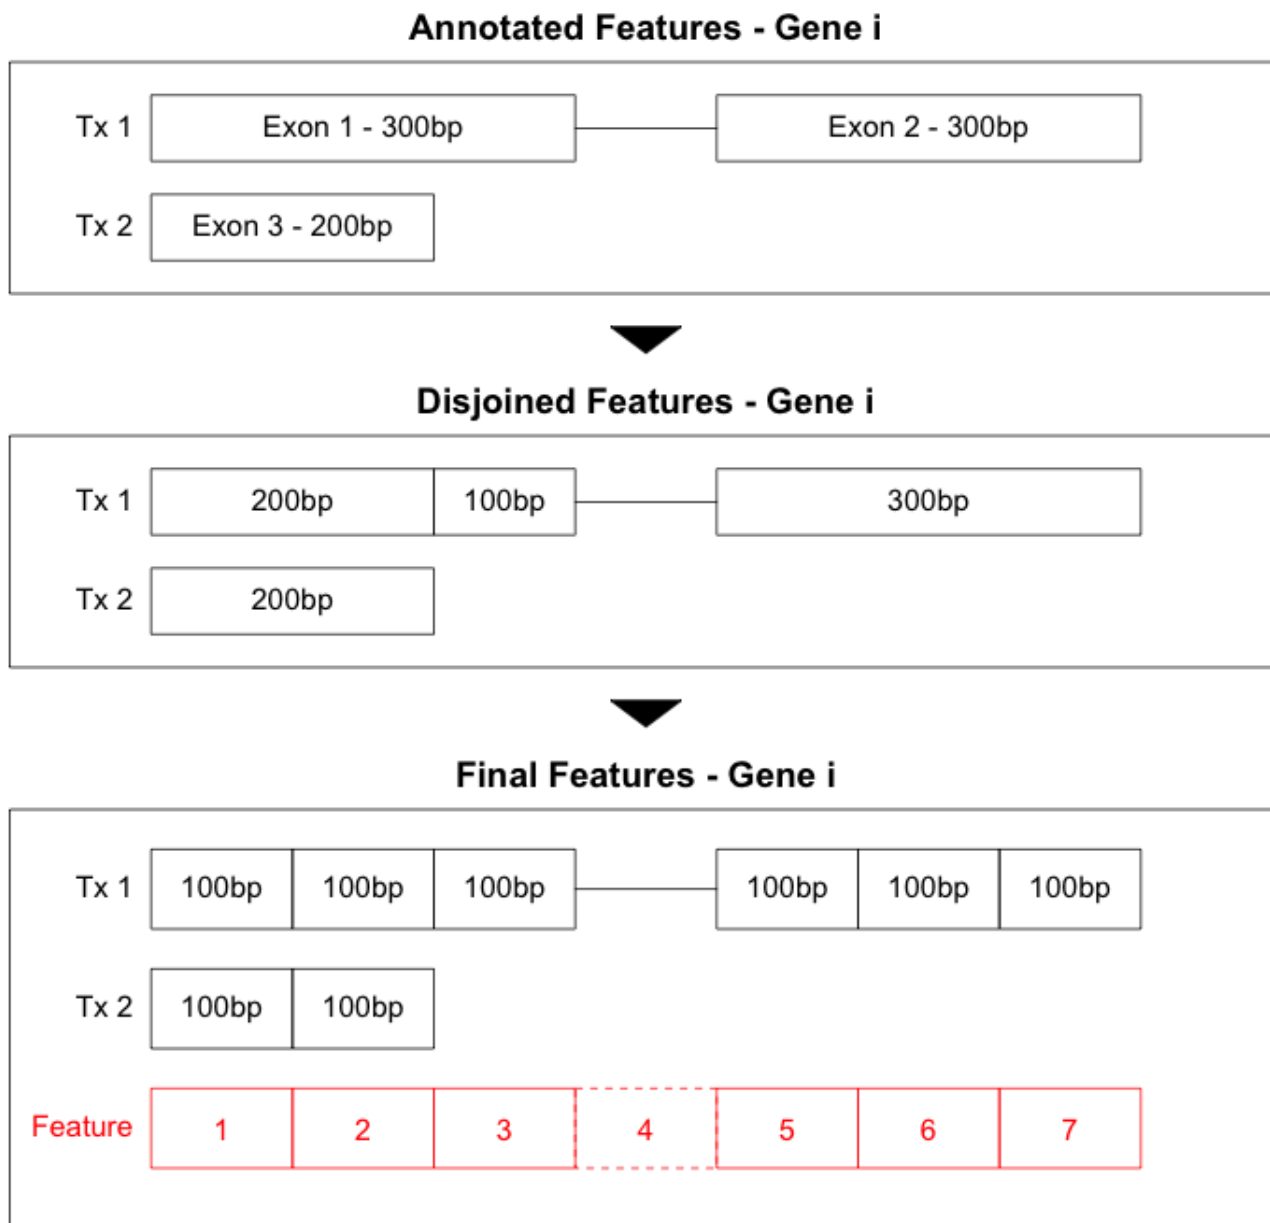 Annotated Features - Gene i
Tx 1 Exon 1 - 300bp Exon 2 - 300bp
Tx 2 Exon 3 - 200bp
Disjoined Features - Gene i
Tx 1 200bp 100bp 300bp
Tx 2 200bp
Final Features - Gene i
Tx 1 100bp 100bp 100bp 100bp 100bp 100bp
Tx 2 100bp 100bp
Feature 1 2 3 4 5 6 7